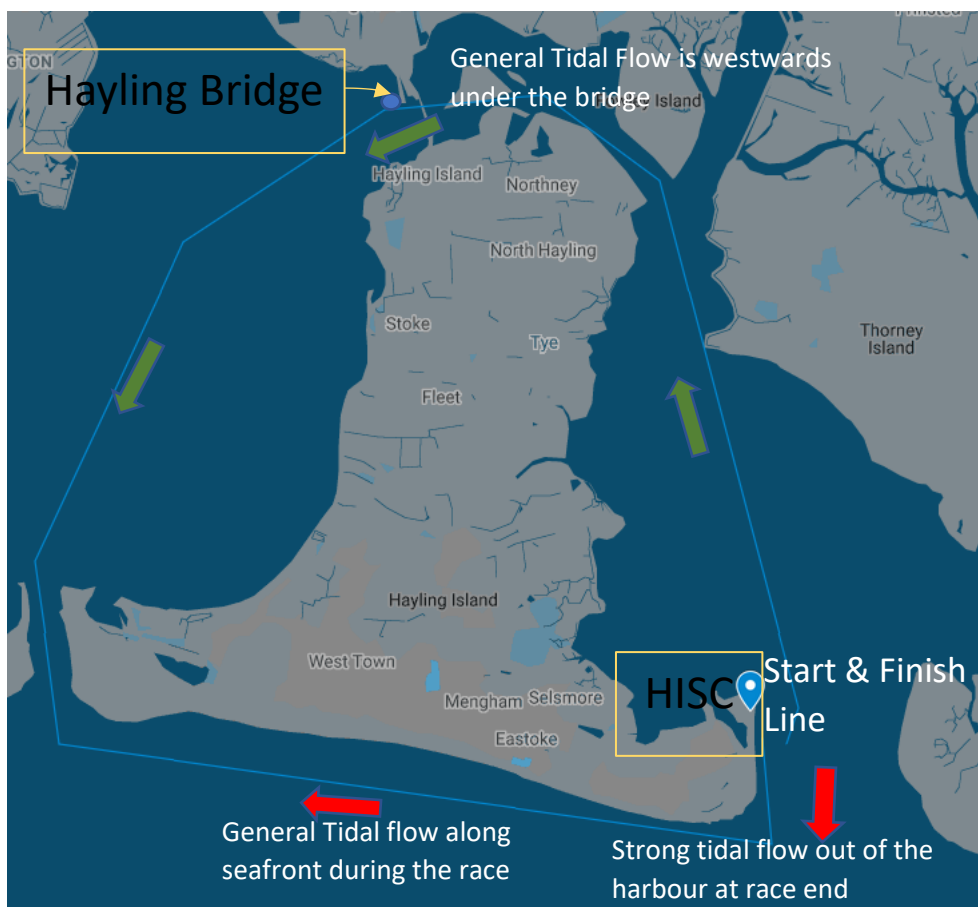 Prinsted
GTON
Hayling Bridge
General Tidal Flow is westwards
under the bridge
Island
Hayling Island
Northney
North Hayling
Stoke
Tye
Thorney
Island
Fleet
Hayling Island
West Town
Mengham
Selsmore
Eastoke
HISC
Start & Finish
Line
General Tidal flow along
seafront during the race
Strong tidal flow out of the
harbour at race end